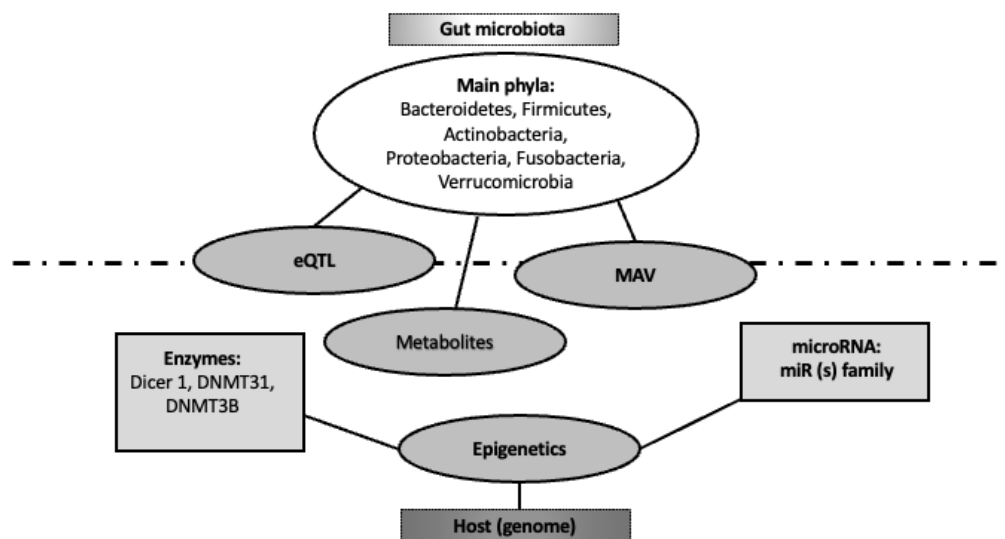 Gut microbiota
Main phyla:
Bacteroidetes, Firmicutes,
Actinobacteria,
Proteobacteria, Fusobacteria,
Verrucomicrobia
eQTL
MAV
Metabolites
Enzymes:
Dicer 1, DNMT31,
DNMT3B
microRNA:
miR (s) family
Epigenetics
Host (genome)